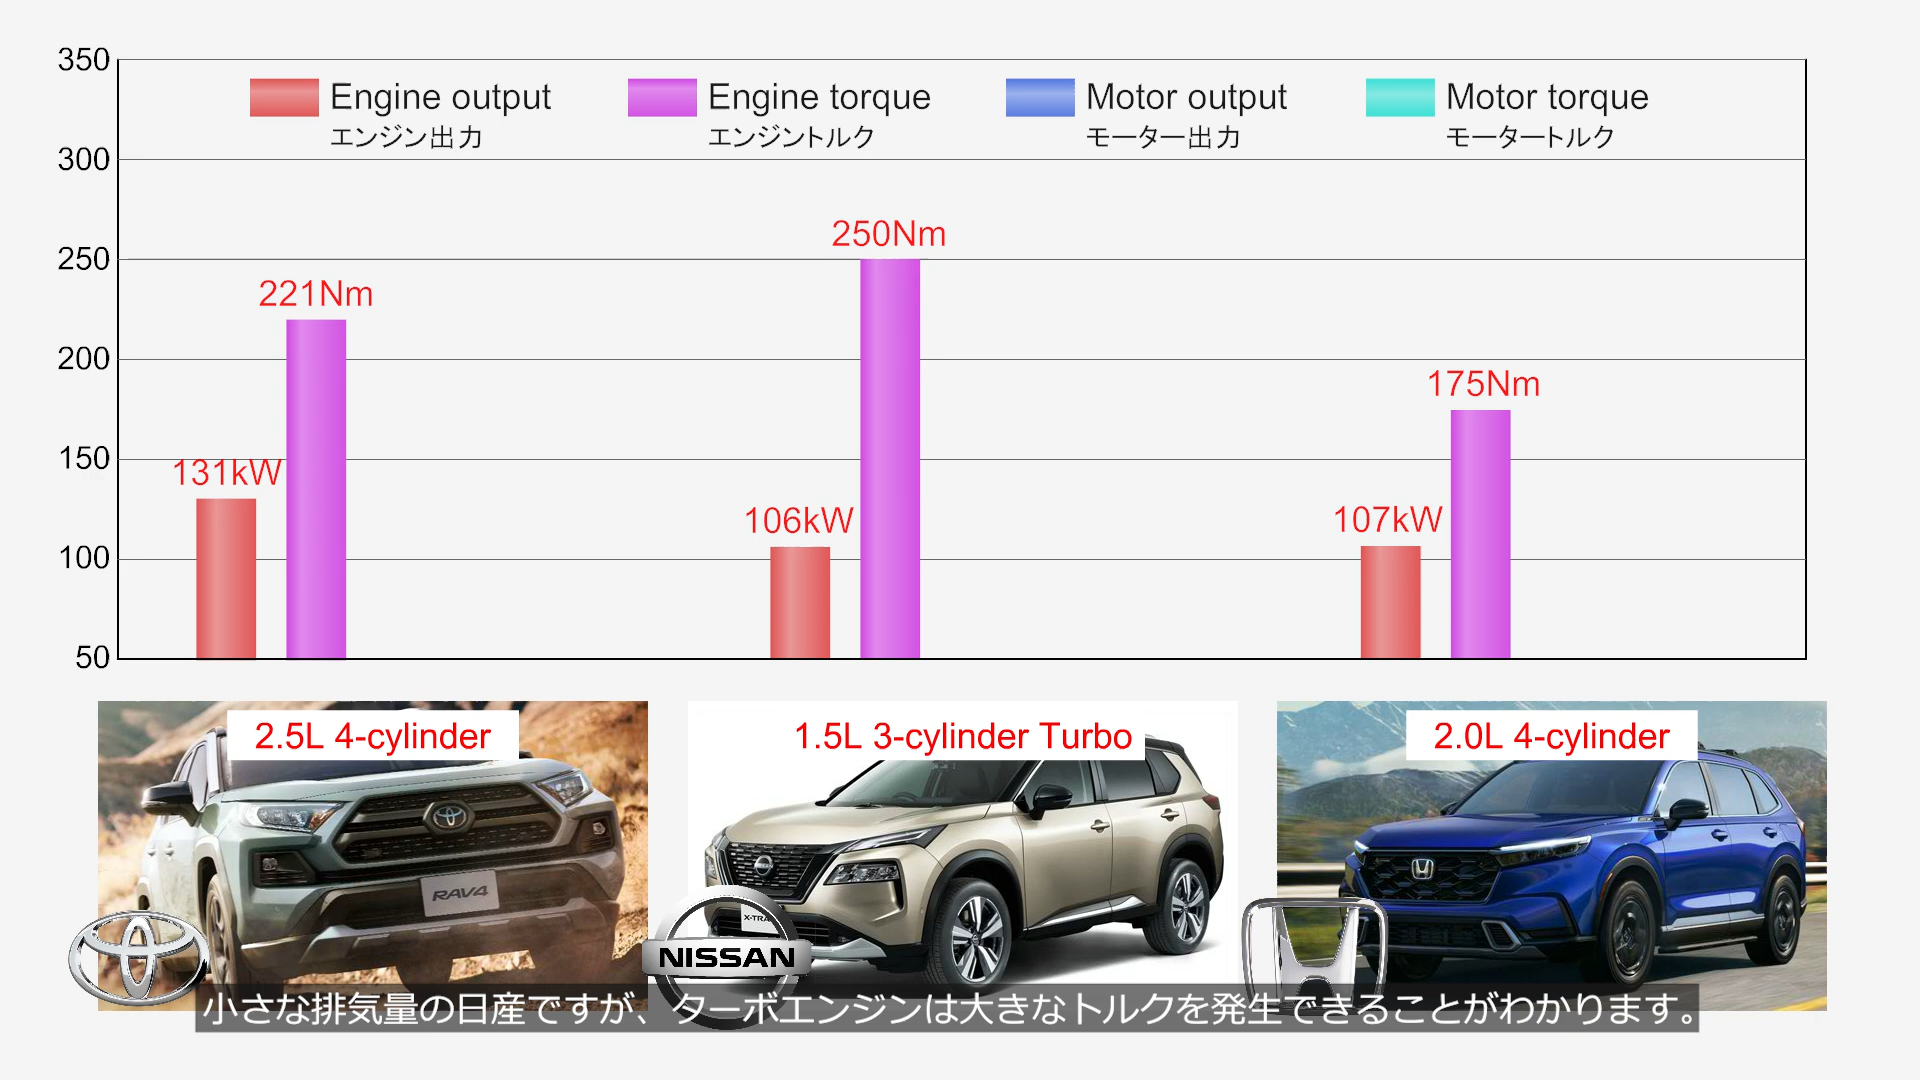 350
Engine output
エンジン出力
Engine torque
エンジントルク
Motor output
モーター出力
Motor torque
モータートルク
300
250Nm
250
221Nm
200
175Nm
150
131kW
106kW
107kW
100
50
2.5L 4-cylinder
1.5L 3-cylinder Turbo
2.0L 4-cylinder
RAV4
X-TRA
NISSAN
小さな排気量の日産ですが、ターボエンジンは大きなトルクを発生できることがわかります。